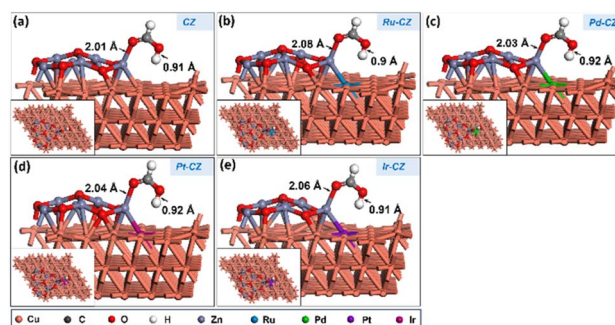 (a) CZ
2.01 Å
0.91 Å
(b) Ru-CZ
2.08 Å
0.9 Å
(c) Pd-CZ
2.03 Å
0.92 Å
(d) Pt-CZ
2.04 Å
0.92 Å
(e) Ir-CZ
2.06 Å
0.91 Å
Cu C O H Zn Ru Pd Pt Ir